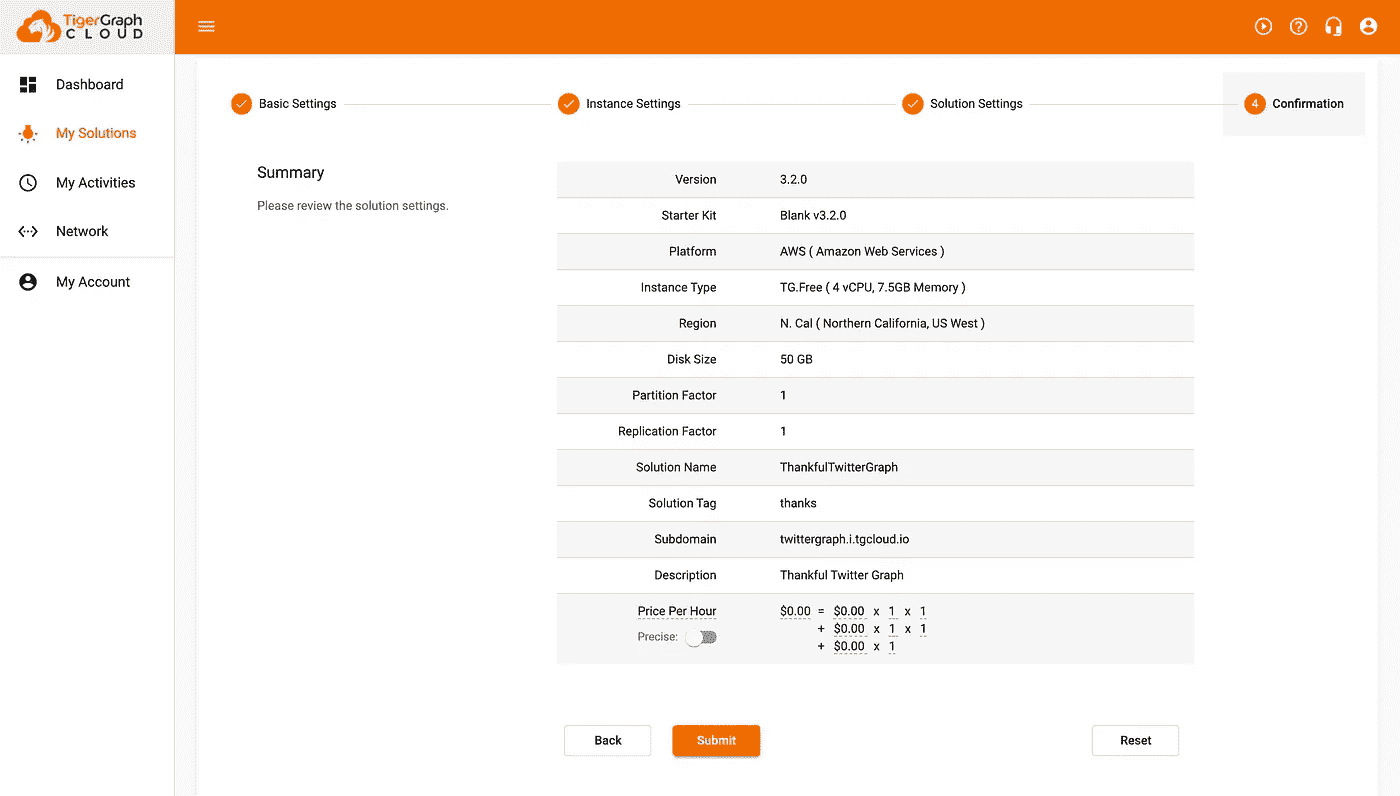 TigerGraph
CLOUD
Dashboard
My Solutions
My Activities
Network
My Account
Basic Settings
Instance Settings
Solution Settings
4 Confirmation
Summary
Please review the solution settings.
Version 3.2.0
Starter Kit Blank v3.2.0
Platform AWS ( Amazon Web Services )
Instance Type TG.Free ( 4 vCPU, 7.5GB Memory )
Region N. Cal ( Northern California, US West )
Disk Size 50 GB
Partition Factor 1
Replication Factor 1
Solution Name ThankfulTwitterGraph
Solution Tag thanks
Subdomain twittergraph.i.tgcloud.io
Description Thankful Twitter Graph
Price Per Hour $0.00 = $0.00 x 1 x 1
+ $0.00 x 1 x 1
Precise:
+ $0.00 x 1
Back Submit Reset